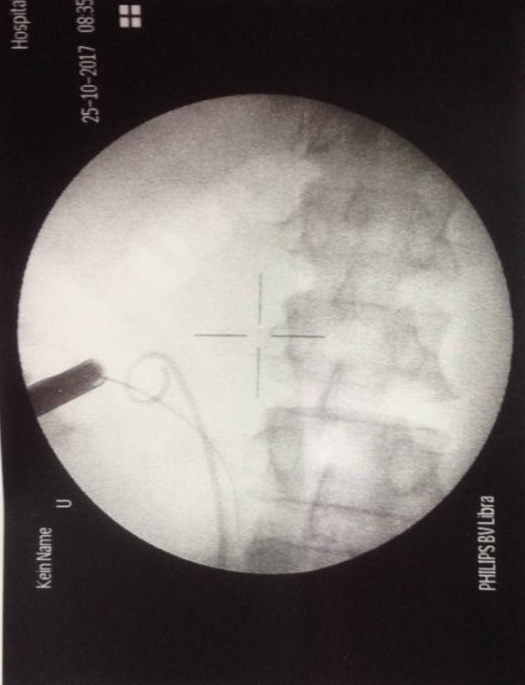 Hospita
25-10-2017 08:35
Kein Name
U
PHILIPS BV Libra